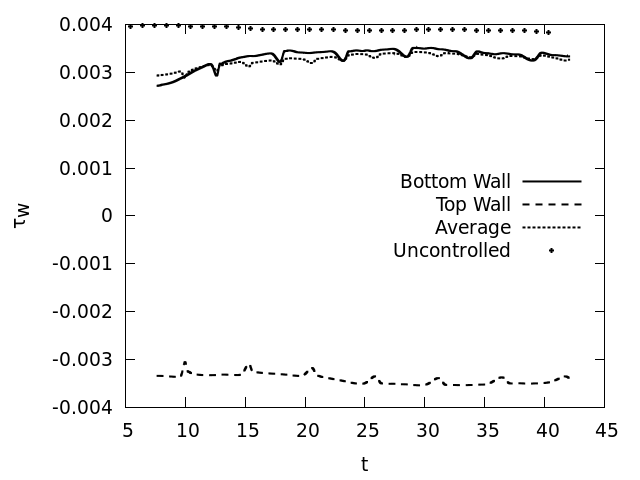 0.004
0.003
0.002
0.001
0
-0.001
-0.002
-0.003
-0.004
τw
Bottom Wall
Top Wall
Average
Uncontrolled
5 10 15 20 25 30 35 40 45
t